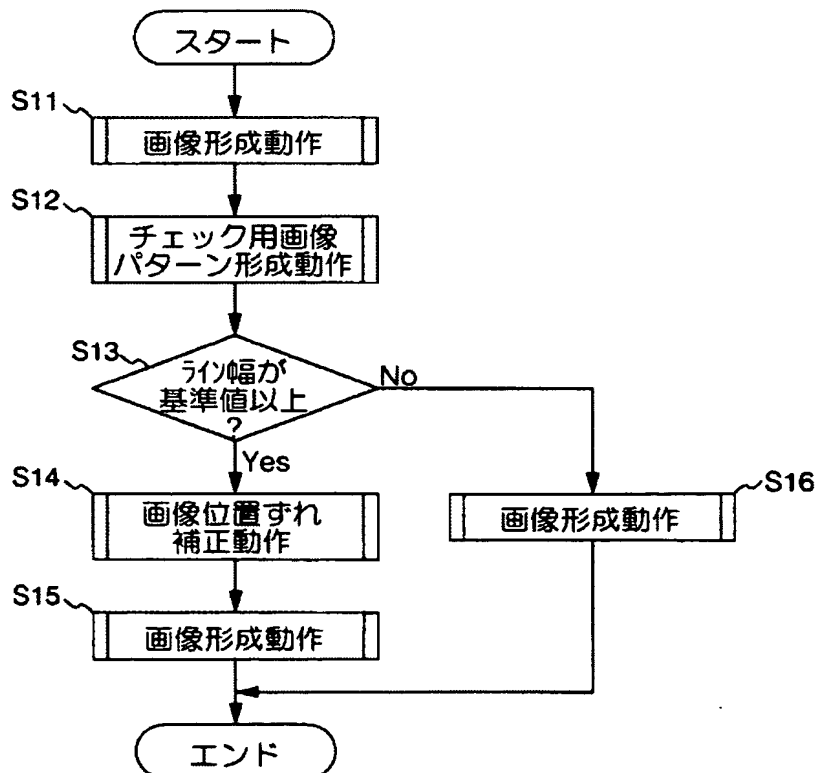 スタート
S11
画像形成動作
S12
チェック用画像
パターン形成動作
S13
ライン幅が
基準値以上
?
No
Yes
S14
画像位置ずれ
補正動作
S16
画像形成動作
S15
画像形成動作
エンド